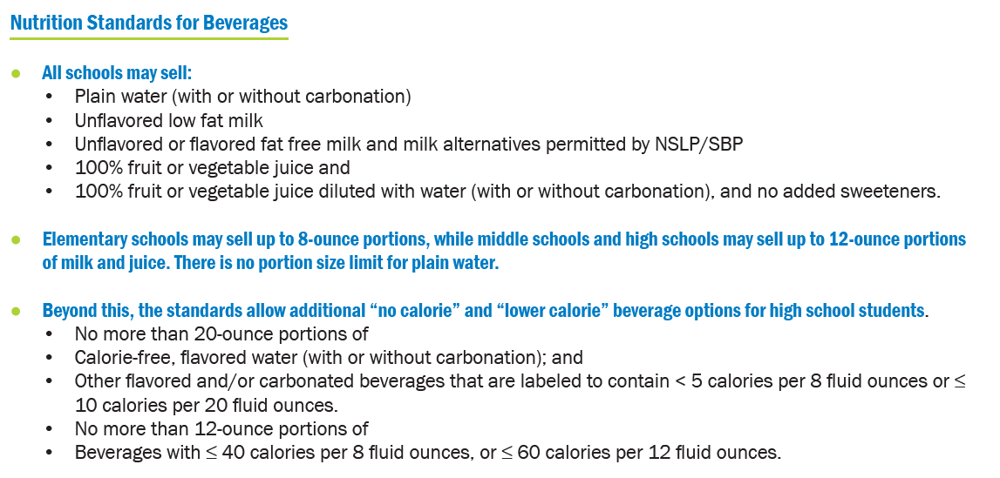 Nutrition Standards for Beverages
● All schools may sell:
• Plain water (with or without carbonation)
• Unflavored low fat milk
• Unflavored or flavored fat free milk and milk alternatives permitted by NSLP/SBP
• 100% fruit or vegetable juice and
• 100% fruit or vegetable juice diluted with water (with or without carbonation), and no added sweeteners.
● Elementary schools may sell up to 8-ounce portions, while middle schools and high schools may sell up to 12-ounce portions
of milk and juice. There is no portion size limit for plain water.
● Beyond this, the standards allow additional “no calorie” and “lower calorie” beverage options for high school students.
• No more than 20-ounce portions of
• Calorie-free, flavored water (with or without carbonation); and
• Other flavored and/or carbonated beverages that are labeled to contain < 5 calories per 8 fluid ounces or ≤
10 calories per 20 fluid ounces.
• No more than 12-ounce portions of
• Beverages with ≤ 40 calories per 8 fluid ounces, or ≤ 60 calories per 12 fluid ounces.